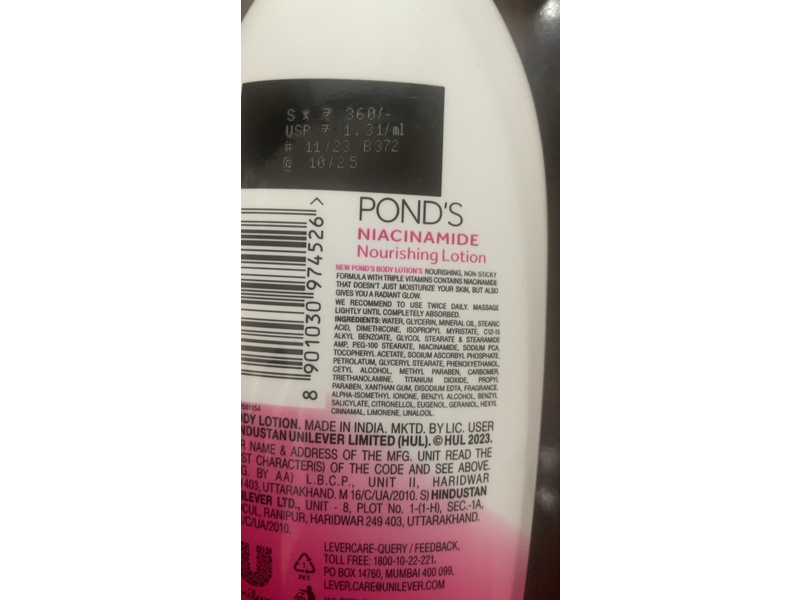 S * ₹ 360/-
USP ₹ 1.31/ml
# 11/23 B372
@ 10/25
8 901030 974526 >
POND'S
NIACINAMIDE
Nourishing Lotion
NEW POND'S BODY LOTION'S NOURISHING, NON-STICKY
FORMULA WITH TRIPLE VITAMINS CONTAINS NIACINAMIDE
THAT DOESN'T JUST MOISTURIZE YOUR SKIN, BUT ALSO
GIVES YOU A RADIANT GLOW.
WE RECOMMEND TO USE TWICE DAILY. MASSAGE
LIGHTLY UNTIL COMPLETELY ABSORBED.
INGREDIENTS: WATER, GLYCERIN, MINERAL OIL, STEARIC
ACID, DIMETHICONE, ISOPROPYL MYRISTATE, C12-15
ALKYL BENZOATE, GLYCOL STEARATE & STEARAMIDE
AMP, PEG-100 STEARATE, NIACINAMIDE, SODIUM PCA,
TOCOPHERYL ACETATE, SODIUM ASCORBYL PHOSPHATE,
PETROLATUM, GLYCERYL STEARATE, PHENOXYETHANOL,
CETYL ALCOHOL, METHYL PARABEN, CARBOMER,
TRIETHANOLAMINE, TITANIUM DIOXIDE, PROPYL
PARABEN, XANTHAN GUM, DISODIUM EDTA, FRAGRANCE,
ALPHA-ISOMETHYL IONONE, BENZYL ALCOHOL, BENZYL
SALICYLATE, CITRONELLOL, EUGENOL, GERANIOL, HEXYL
CINNAMAL, LIMONENE, LINALOOL.
ODY LOTION. MADE IN INDIA. MKTD. BY LIC. USER
NDUSTAN UNILEVER LIMITED (HUL). © HUL 2023.
R NAME & ADDRESS OF THE MFG. UNIT READ THE
ST CHARACTER(S) OF THE CODE AND SEE ABOVE.
G. BY AA) L.B.C.P., UNIT II, HARIDWAR
403, UTTARAKHAND. M 16/C/UA/2010. S) HINDUSTAN
ILEVER LTD., UNIT - 8, PLOT No. 1-(1-H), SEC.-1A,
CUL, RANIPUR, HARIDWAR 249 403, UTTARAKHAND.
/C/UA/2010.
LEVERCARE-QUERY / FEEDBACK,
TOLL FREE: 1800-10-22-221.
PO BOX 14760, MUMBAI 400 099,
LEVER.CARE@UNILEVER.COM
1
PET